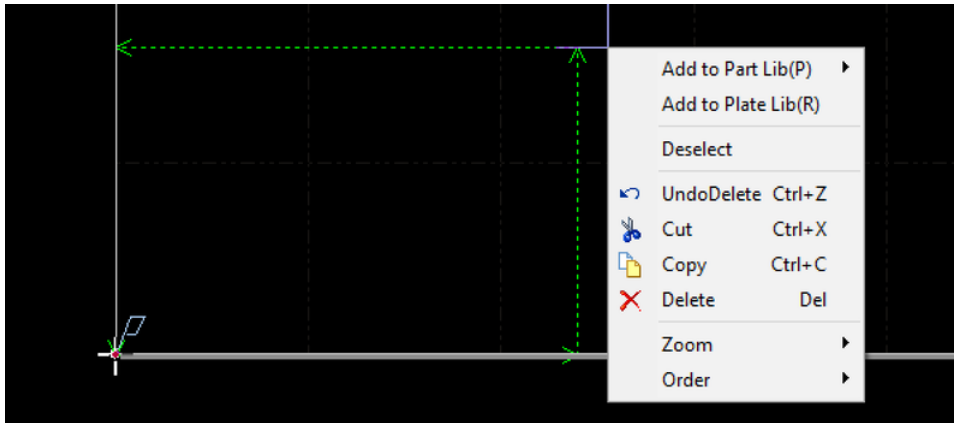 Add to Part Lib(P)
Add to Plate Lib(R)
Deselect
UndoDelete Ctrl+Z
Cut Ctrl+X
Copy Ctrl+C
Delete Del
Zoom
Order